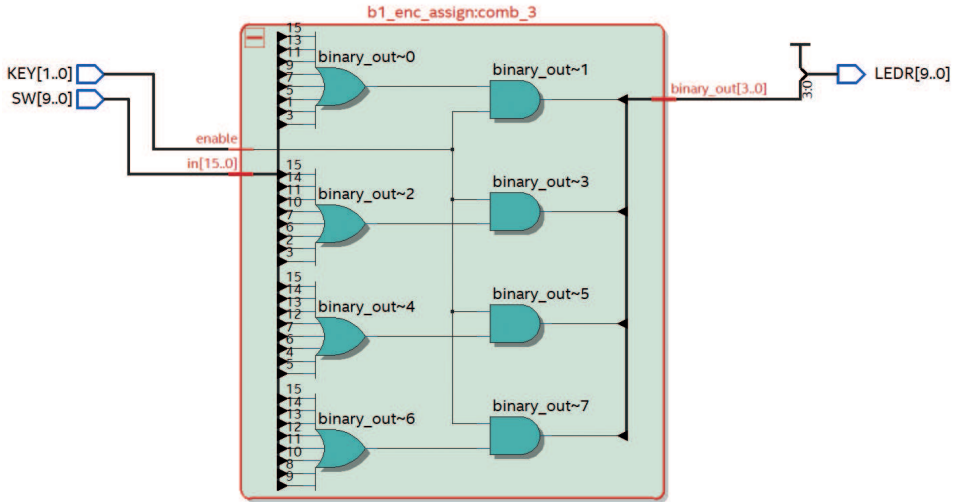 b1_enc_assign:comb_3
KEY[1..0]
SW[9..0]
enable
in[15..0]
15
13
11
9
7
5
1
3
binary_out~0
binary_out~1
15
14
11
10
7
6
2
3
binary_out~2
binary_out~3
15
14
13
12
7
6
4
5
binary_out~4
binary_out~5
15
14
13
12
11
10
8
9
binary_out~6
binary_out~7
binary_out[3..0]
3:0
LEDR[9..0]